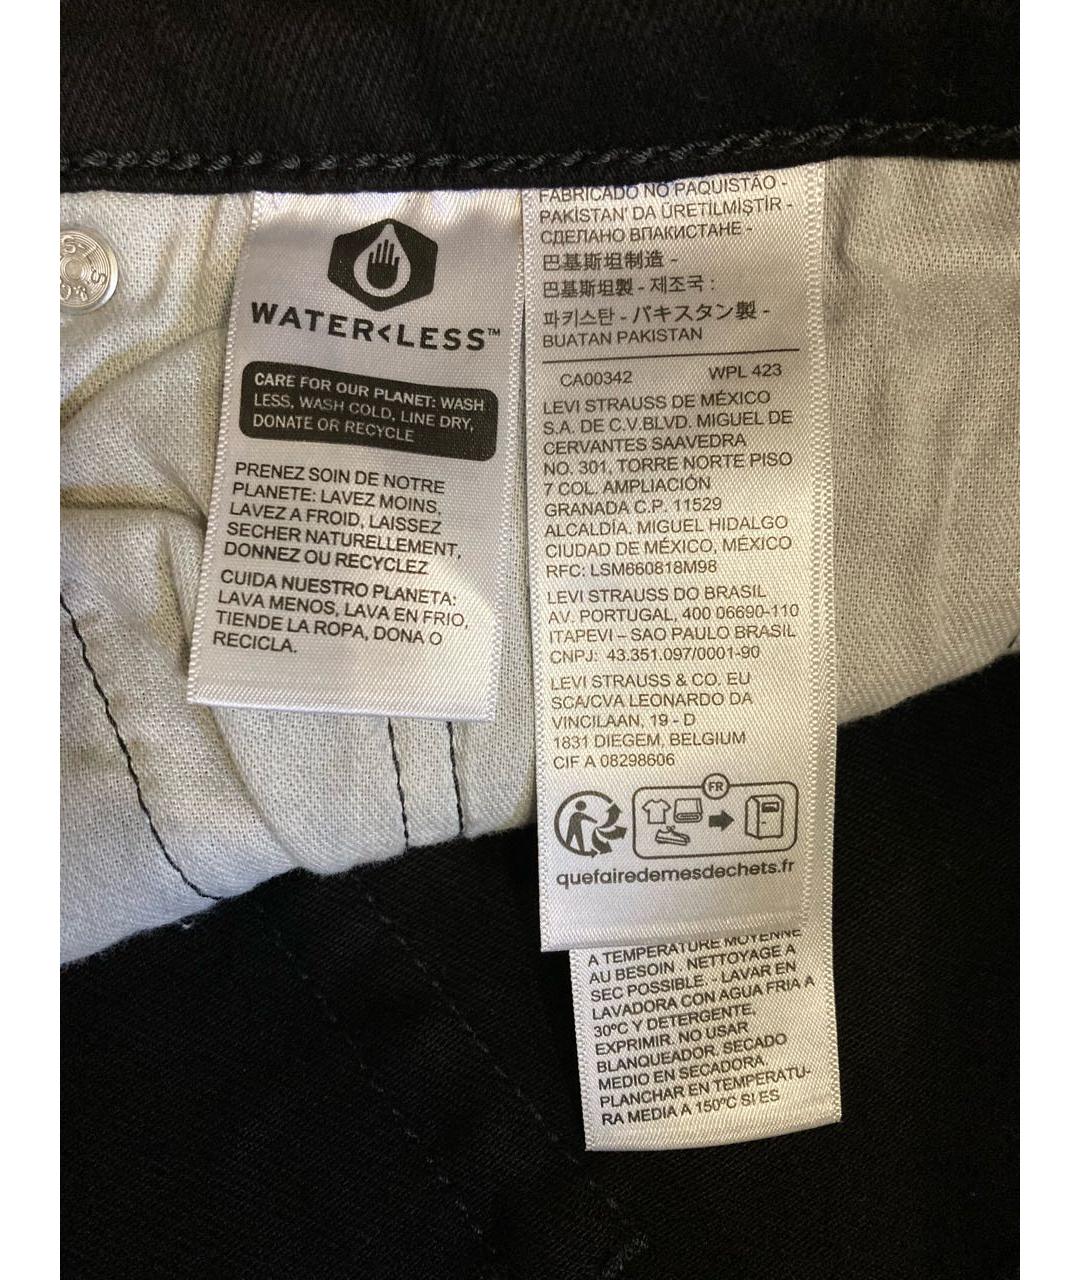 WATER<LESS™
CARE FOR OUR PLANET: WASH
LESS, WASH COLD, LINE DRY,
DONATE OR RECYCLE
PRENEZ SOIN DE NOTRE
PLANETE: LAVEZ MOINS,
LAVEZ A FROID, LAISSEZ
SECHER NATURELLEMENT,
DONNEZ OU RECYCLEZ
CUIDA NUESTRO PLANETA:
LAVA MENOS, LAVA EN FRIO,
TIENDE LA ROPA, DONA O
RECICLA.
FABRICADO NO PAQUISTÃO -
PAKİSTAN' DA ÜRETİLMİŞTİR -
СДЕЛАНО ВПАКИСТАНЕ -
巴基斯坦制造 -
巴基斯坦製 - 제조국 :
파키스탄 - パキスタン製 -
BUATAN PAKISTAN
CA00342 WPL 423
LEVI STRAUSS DE MÉXICO
S.A. DE C.V.BLVD. MIGUEL DE
CERVANTES SAAVEDRA
NO. 301, TORRE NORTE PISO
7 COL. AMPLIACIÓN
GRANADA C.P. 11529
ALCALDÍA. MIGUEL HIDALGO
CIUDAD DE MÉXICO, MÉXICO
RFC: LSM660818M98
LEVI STRAUSS DO BRASIL
AV. PORTUGAL, 400 06690-110
ITAPEVI – SAO PAULO BRASIL
CNPJ: 43.351.097/0001-90
LEVI STRAUSS & CO. EU
SCA/CVA LEONARDO DA
VINCILAAN, 19 - D
1831 DIEGEM, BELGIUM
CIF A 08298606
FR
quefairedemesdechets.fr
A TEMPÉRATURE MOYENNE
AU BESOIN . NETTOYAGE A
SEC POSSIBLE. - LAVAR EN
LAVADORA CON AGUA FRIA A
30ºC Y DETERGENTE.
EXPRIMIR. NO USAR
BLANQUEADOR. SECADO
MEDIO EN SECADORA.
PLANCHAR EN TEMPERATU-
RA MEDIA A 150ºC SI ES